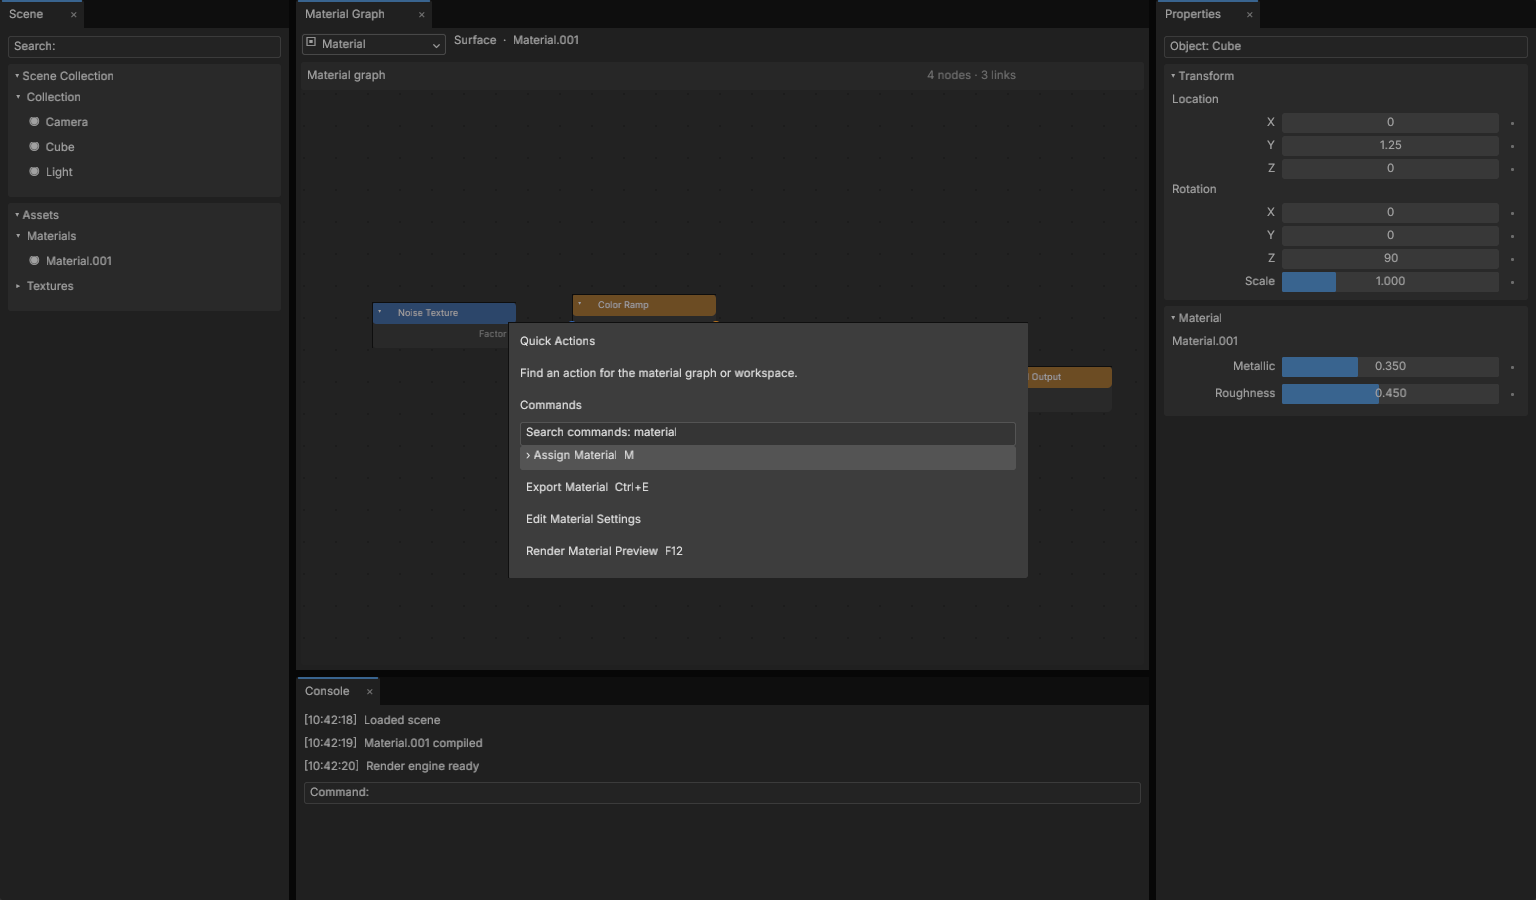 Scene ×
Search:
Scene Collection
Collection
Camera
Cube
Light
Assets
Materials
Material.001
Textures
Material Graph ×
Material
Surface · Material.001
Material graph
4 nodes · 3 links
Noise Texture
Factor
Color Ramp
Output
Quick Actions
Find an action for the material graph or workspace.
Commands
Search commands: material
› Assign Material M
Export Material Ctrl+E
Edit Material Settings
Render Material Preview F12
Console ×
[10:42:18] Loaded scene
[10:42:19] Material.001 compiled
[10:42:20] Render engine ready
Command:
Properties ×
Object: Cube
Transform
Location
X 0
Y 1.25
Z 0
Rotation
X 0
Y 0
Z 90
Scale 1.000
Material
Material.001
Metallic 0.350
Roughness 0.450